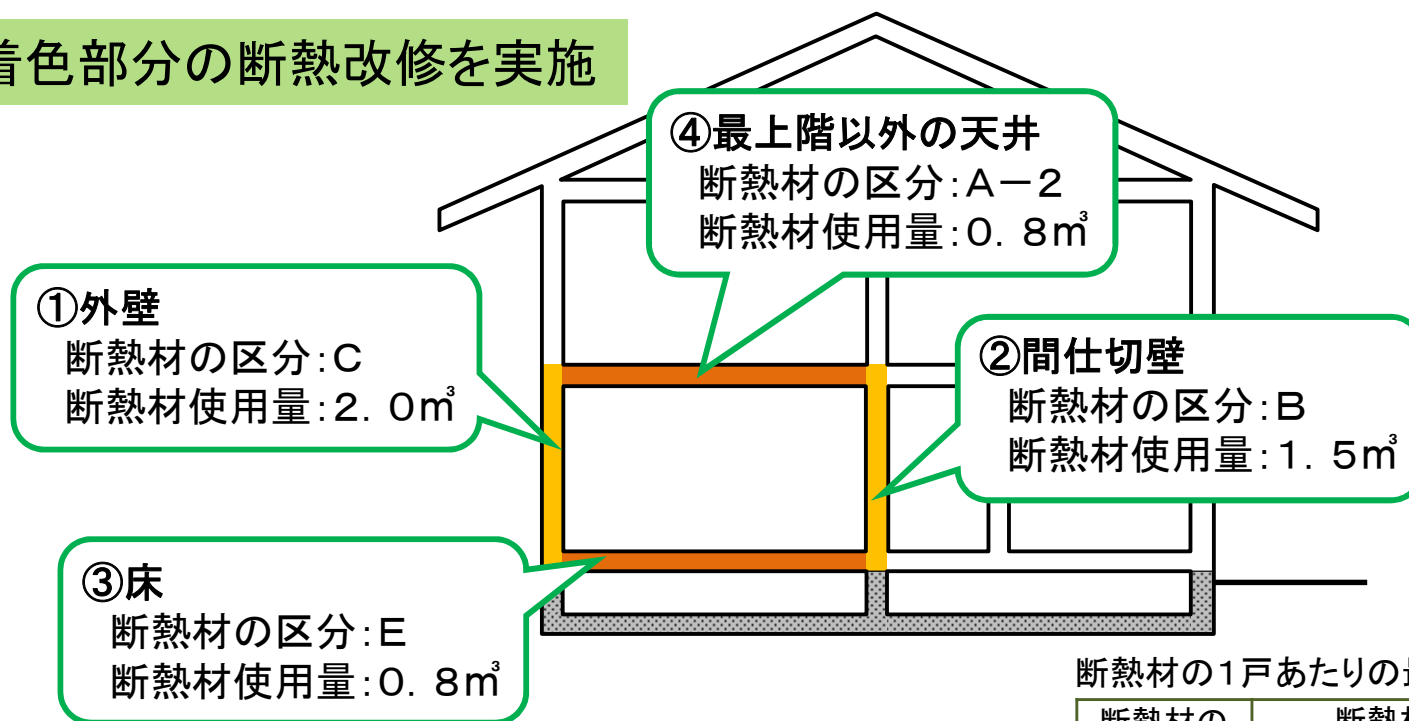 着色部分の断熱改修を実施
④最上階以外の天井
断熱材の区分：A－2
断熱材使用量：0．8㎥
①外壁
断熱材の区分：C
断熱材使用量：2．0㎥
②間仕切壁
断熱材の区分：B
断熱材使用量：1．5㎥
③床
断熱材の区分：E
断熱材使用量：0．8㎥
断熱材の1戸あたりの
断熱材の